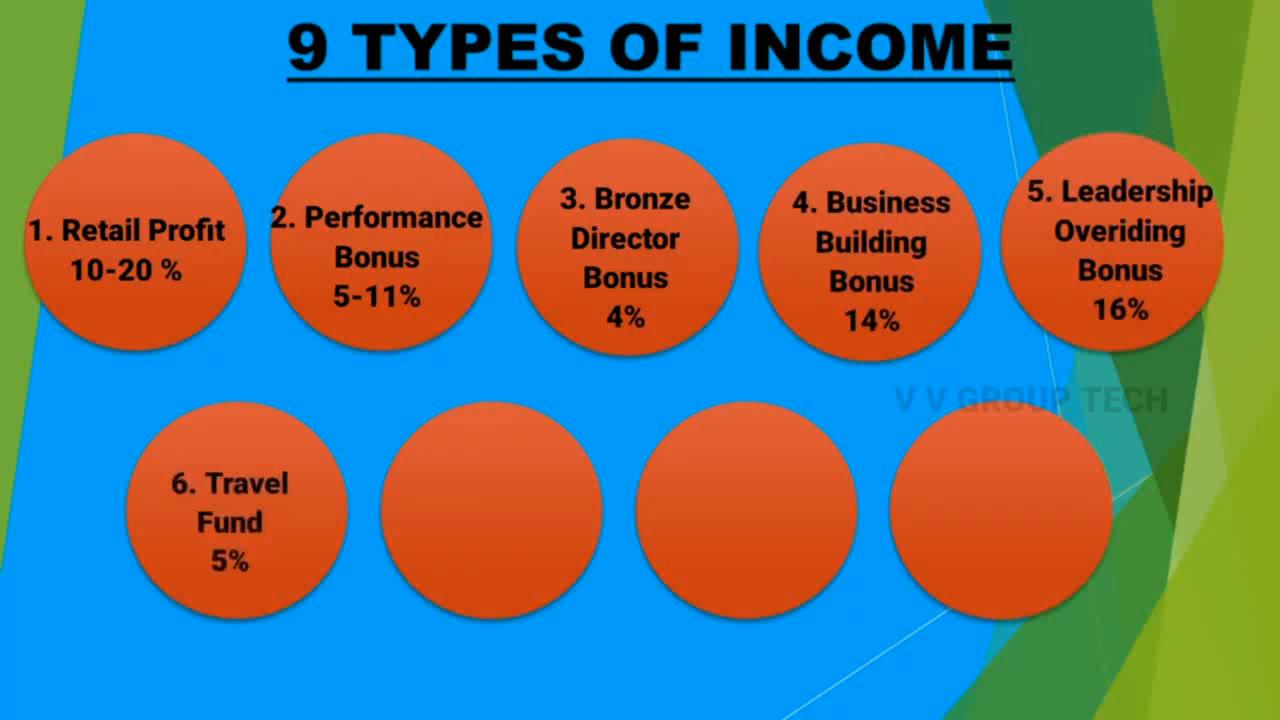 9 TYPES OF INCOME
1. Retail Profit
10-20 %
2. Performance
Bonus
5-11%
3. Bronze
Director
Bonus
4%
4. Business
Building
Bonus
14%
5. Leadership
Overiding
Bonus
16%
V V GROUP TECH
6. Travel
Fund
5%